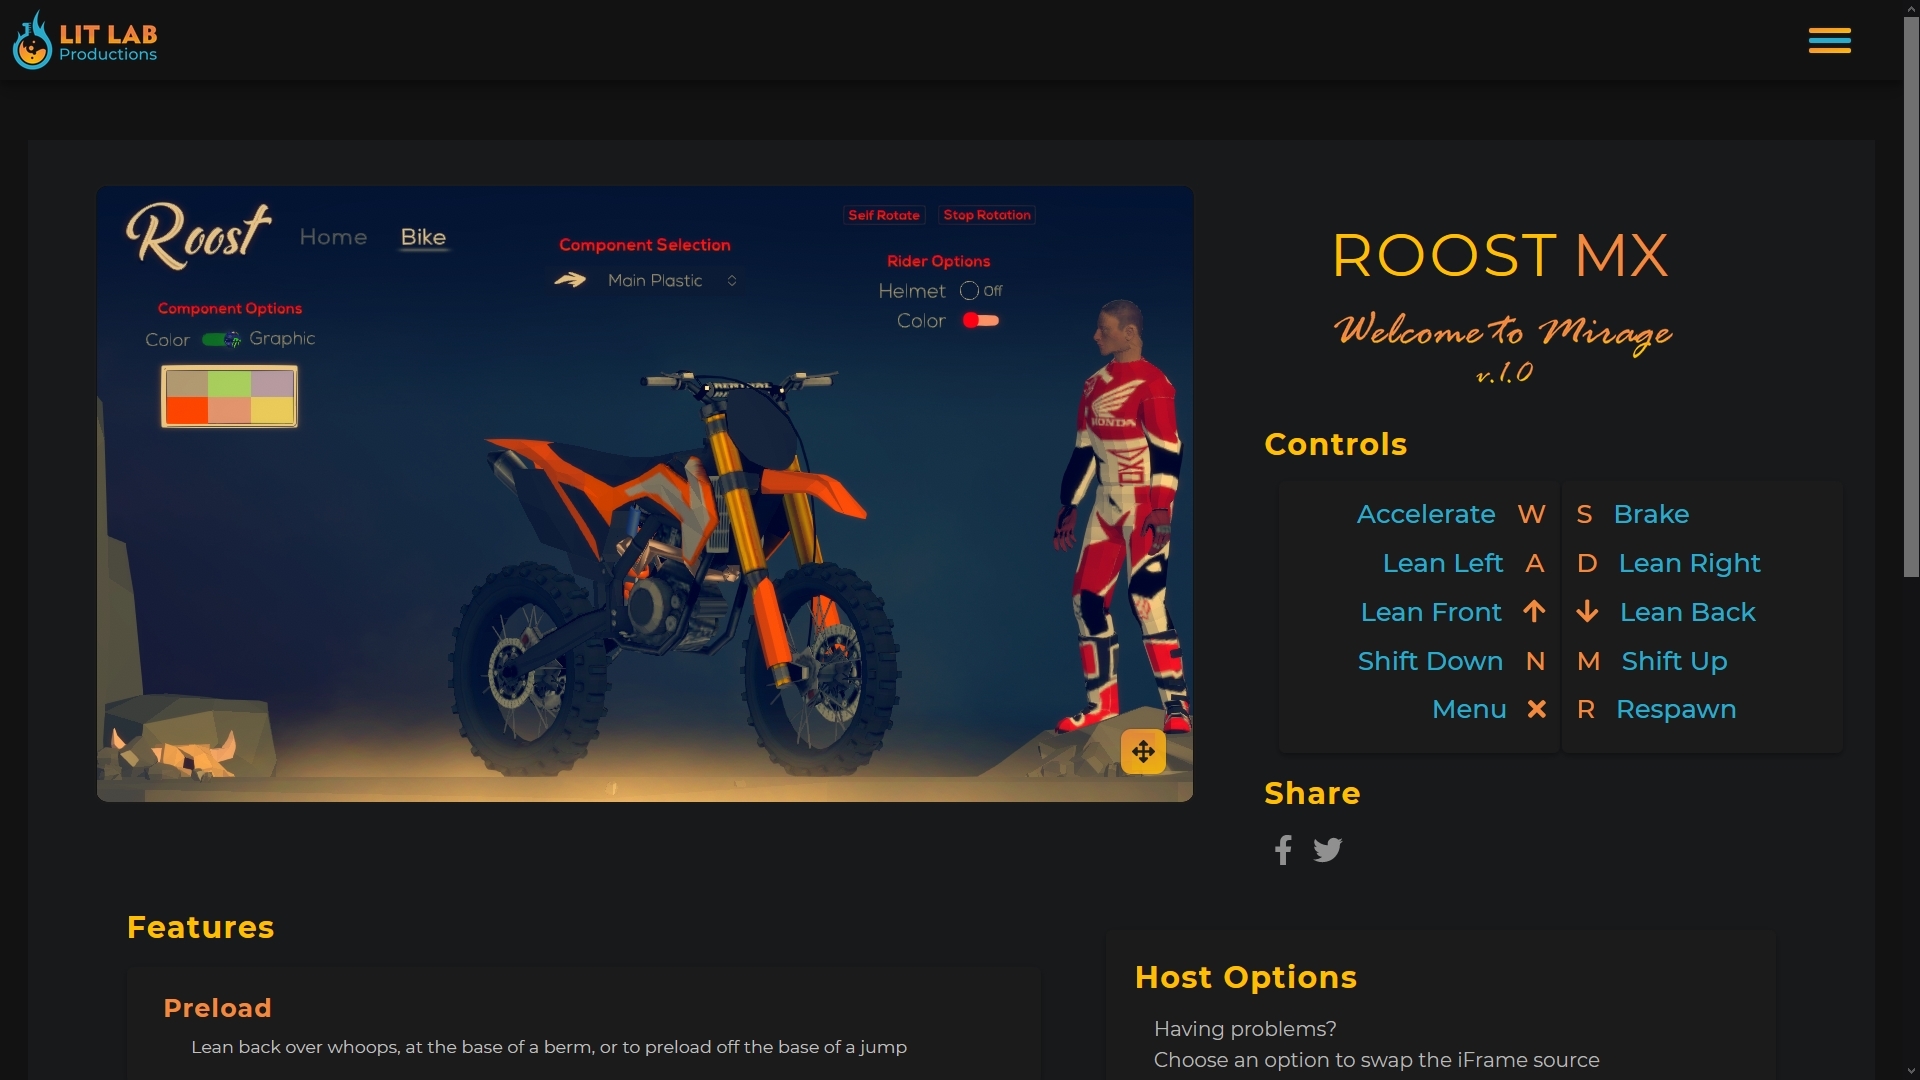 LIT LAB
Productions
Roost
Home
Bike
Self Rotate
Stop Rotation
Component Selection
Main Plastic
Rider Options
Helmet
Off
Color
Component Options
Color
Graphic
HONDA
ROOST MX
Welcome to Mirage
v.1.0
Controls
Accelerate W
S Brake
Lean Left A
D Lean Right
Lean Front ↑
↓ Lean Back
Shift Down N
M Shift Up
Menu ×
R Respawn
Share
Features
Preload
Lean back over whoops, at the base of a berm, or to preload off the base of a jump
Host Options
Having problems?
Choose an option to swap the iFrame source